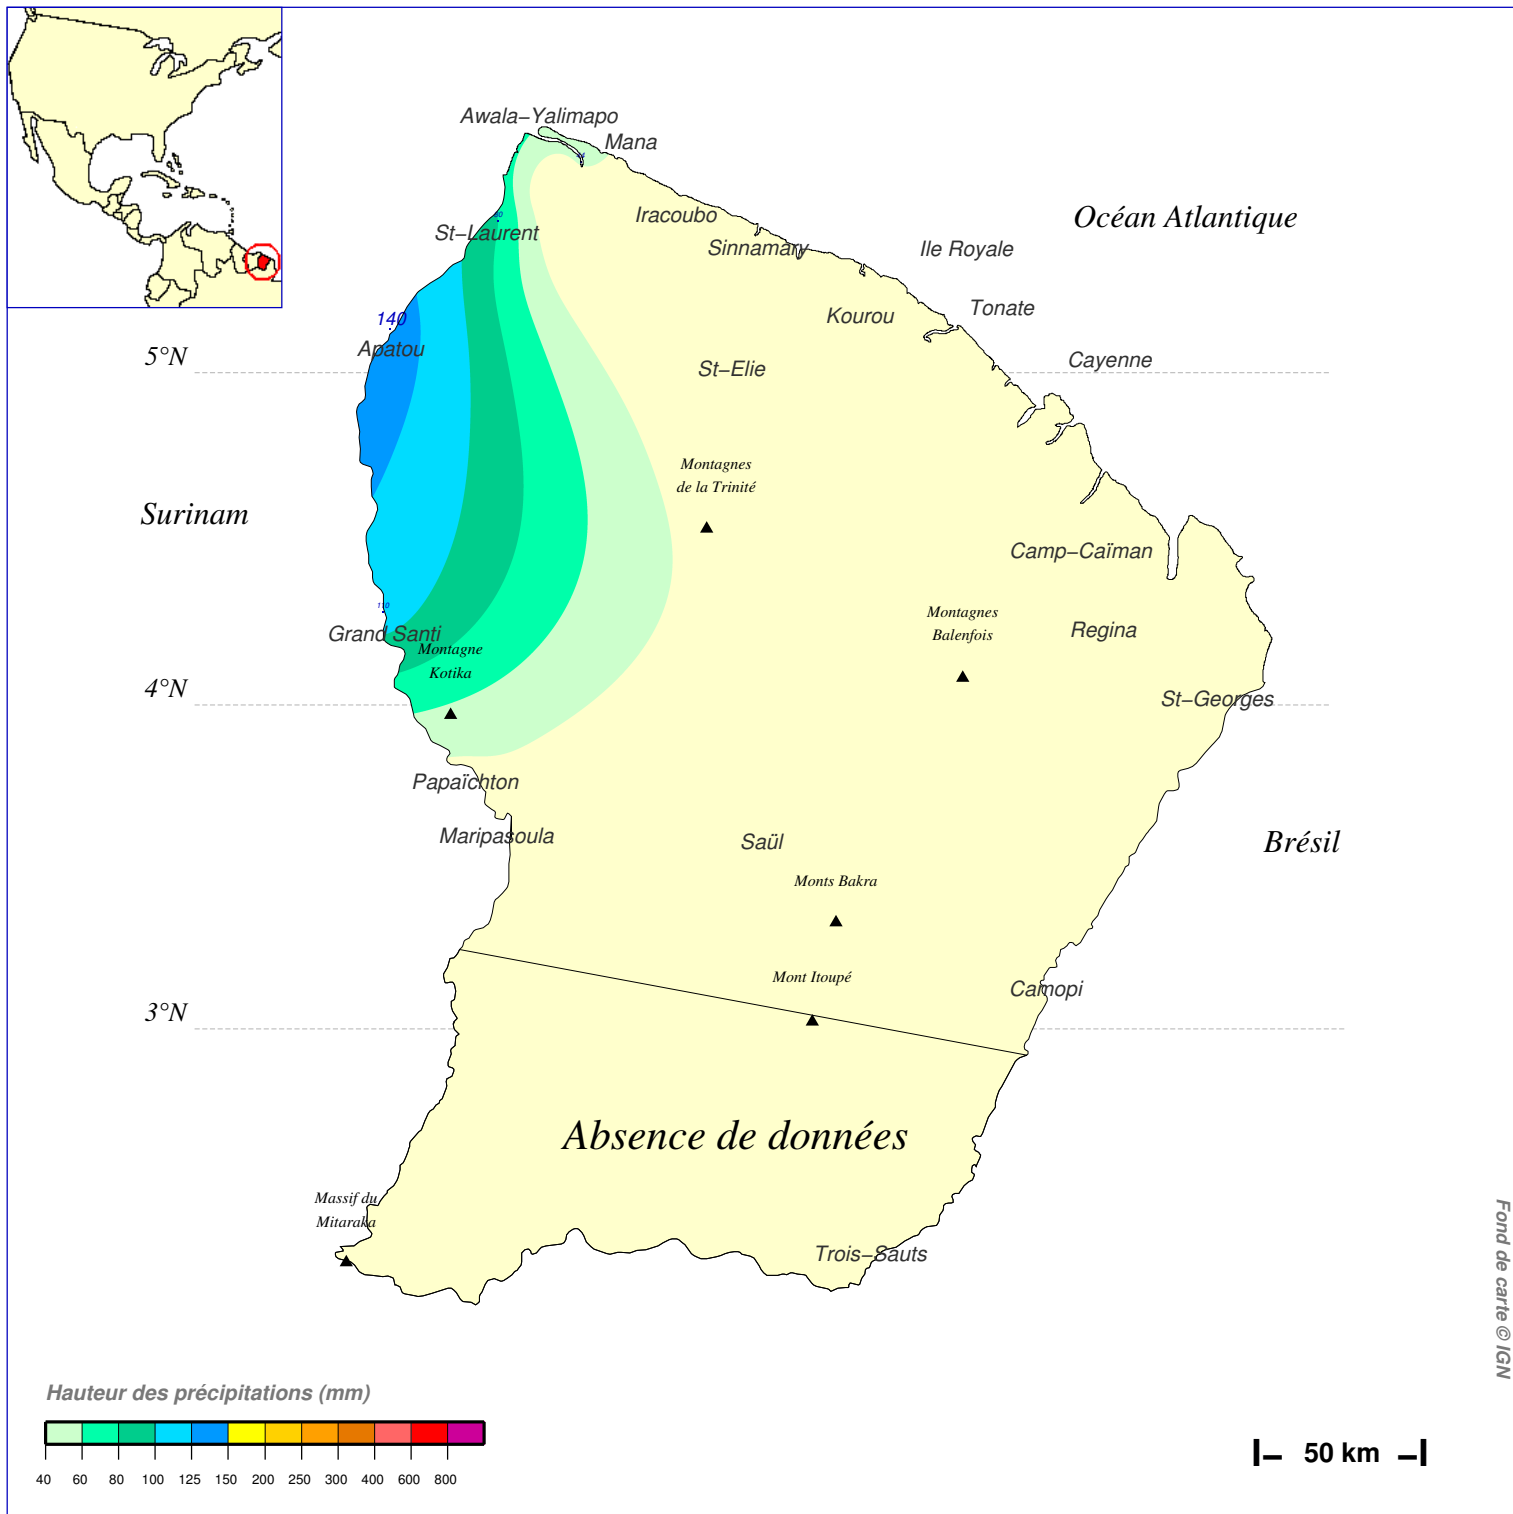 Awala–Yalimapo
Mana
Iracoubo
Océan Atlantique
80
St–Laurent
Sinnamary
Ile Royale
140
Kourou
Tonate
5°N
Apatou
St–Elie
Cayenne
Montagnes
de la Trinité
Surinam
Camp–Caïman
110
Grand Santi
Montagne
Kotika
Montagnes
Balenfois
Regina
4°N
St–Georges
Papaïchton
Maripasoula
Saül
Brésil
Monts Bakra
Mont Itoupé
Camopi
3°N
Absence de données
Massif du
Mitaraka
Trois–Sauts
Fond de carte © IGN
Hauteur des précipitations (mm)
40 60 80 100 125 150 200 250 300 400 600 800
50 km